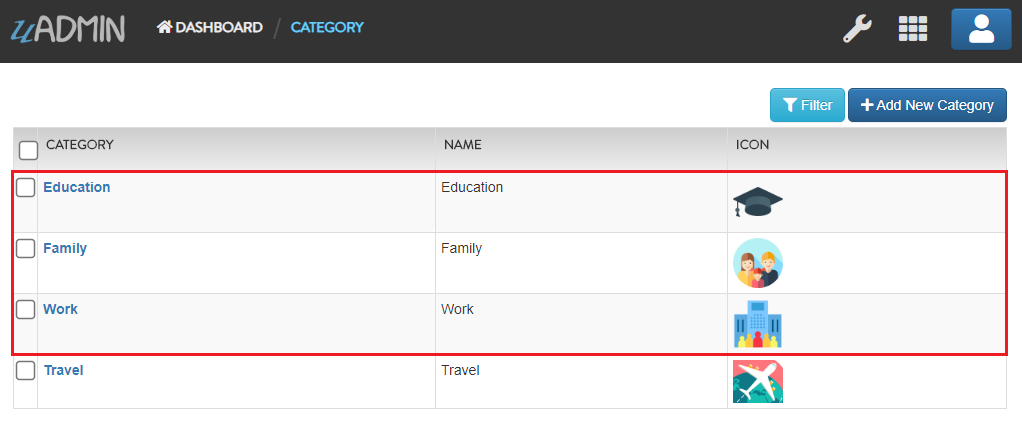 uADMIN DASHBOARD / CATEGORY
Filter Add New Category
CATEGORY NAME ICON
Education Education
Family Family
Work Work
Travel Travel